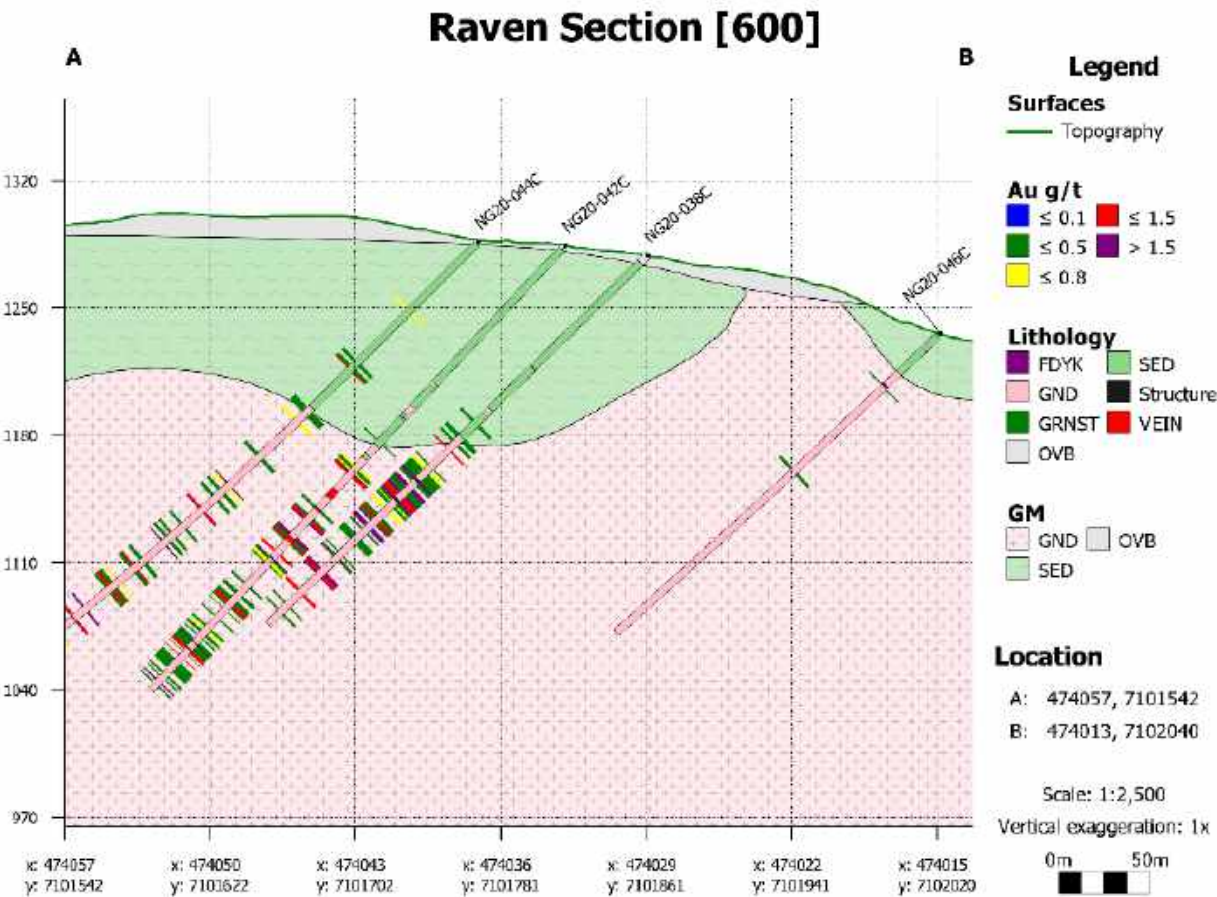 Raven Section [600]
A
B
Legend
Surfaces
Topography
Au g/t
≤ 0.1
≤ 1.5
≤ 0.5
> 1.5
≤ 0.8
Lithology
FDYK
SED
GND
Structure
GRNST
VEIN
OVB
GM
GND
OVB
SED
Location
A: 474057, 7101542
B: 474013, 7102040
Scale: 1:2,500
Vertical exaggeration: 1x
0m 50m
NG20-044C
NG20-042C
NG20-038C
NG20-046C
1320
1250
1180
1110
1040
970
x: 474057 x: 474050 x: 474043 x: 474036 x: 474029 x: 474022 x: 474015
y: 7101542 y: 7101622 y: 7101702 y: 7101781 y: 7101861 y: 7101941 y: 7102020